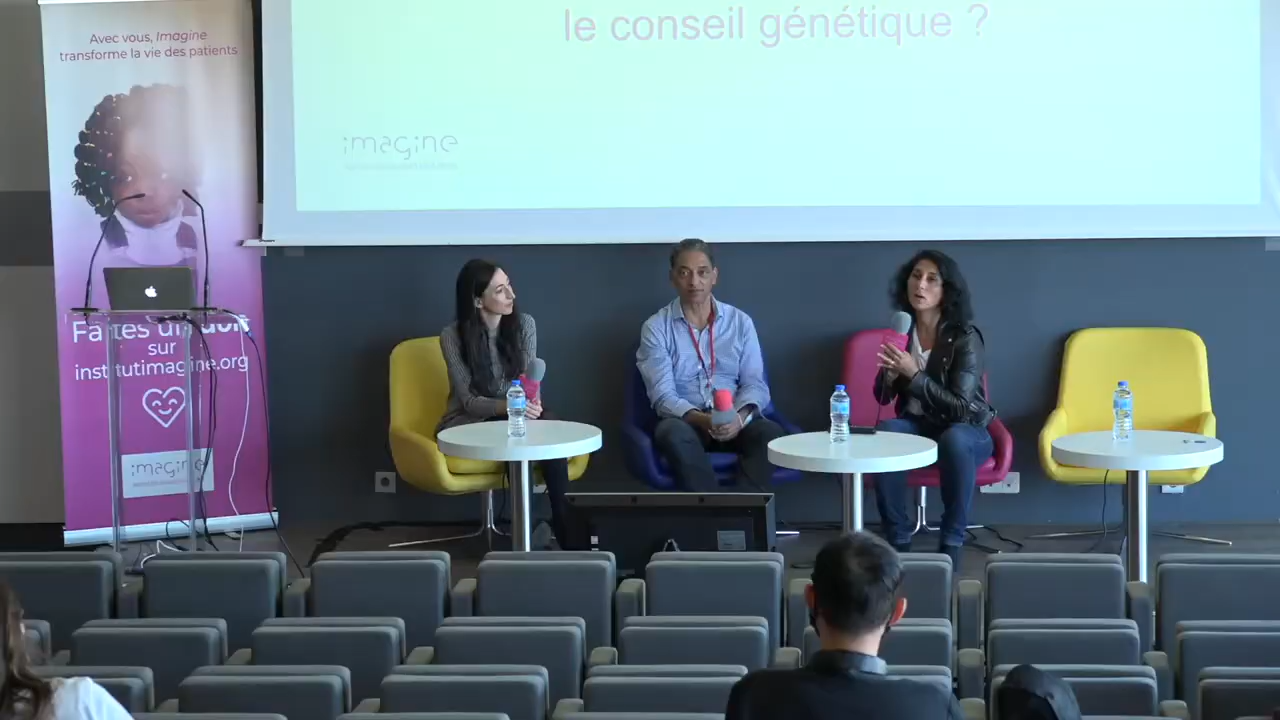 le conseil génétique ?
imagine
Avec vous, Imagine
transforme la vie des patients
Faites un don
sur
institutimagine.org
imagine